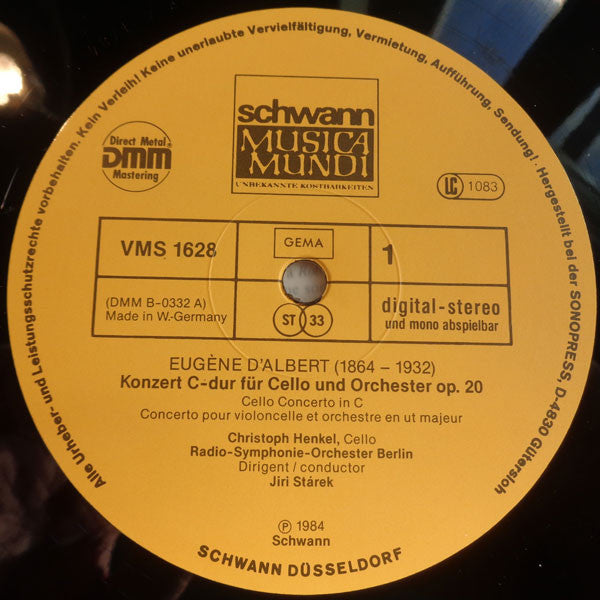 Alle Urheber- und Leistungsschutzrechte vorbehalten. Kein Verleih! Keine unerlaubte Vervielfältigung, Vermietung, Aufführung, Sendung! · Hergestellt bei der SONOPRESS, D-4830 Gütersloh
schwann
MUSICA
MUNDI
UNBEKANNTE KOSTBARKEITEN
Direct Metal
DMM
Mastering
LC 1083
VMS 1628
GEMA
1
(DMM B-0332 A)
Made in W.-Germany
ST 33
digital-stereo
und mono abspielbar
EUGÈNE D'ALBERT (1864 – 1932)
Konzert C-dur für Cello und Orchester op. 20
Cello Concerto in C
Concerto pour violoncelle et orchestre en ut majeur
Christoph Henkel, Cello
Radio-Symphonie-Orchester Berlin
Dirigent / conductor
Jiri Stárek
℗ 1984
Schwann
SCHWANN DÜSSELDORF